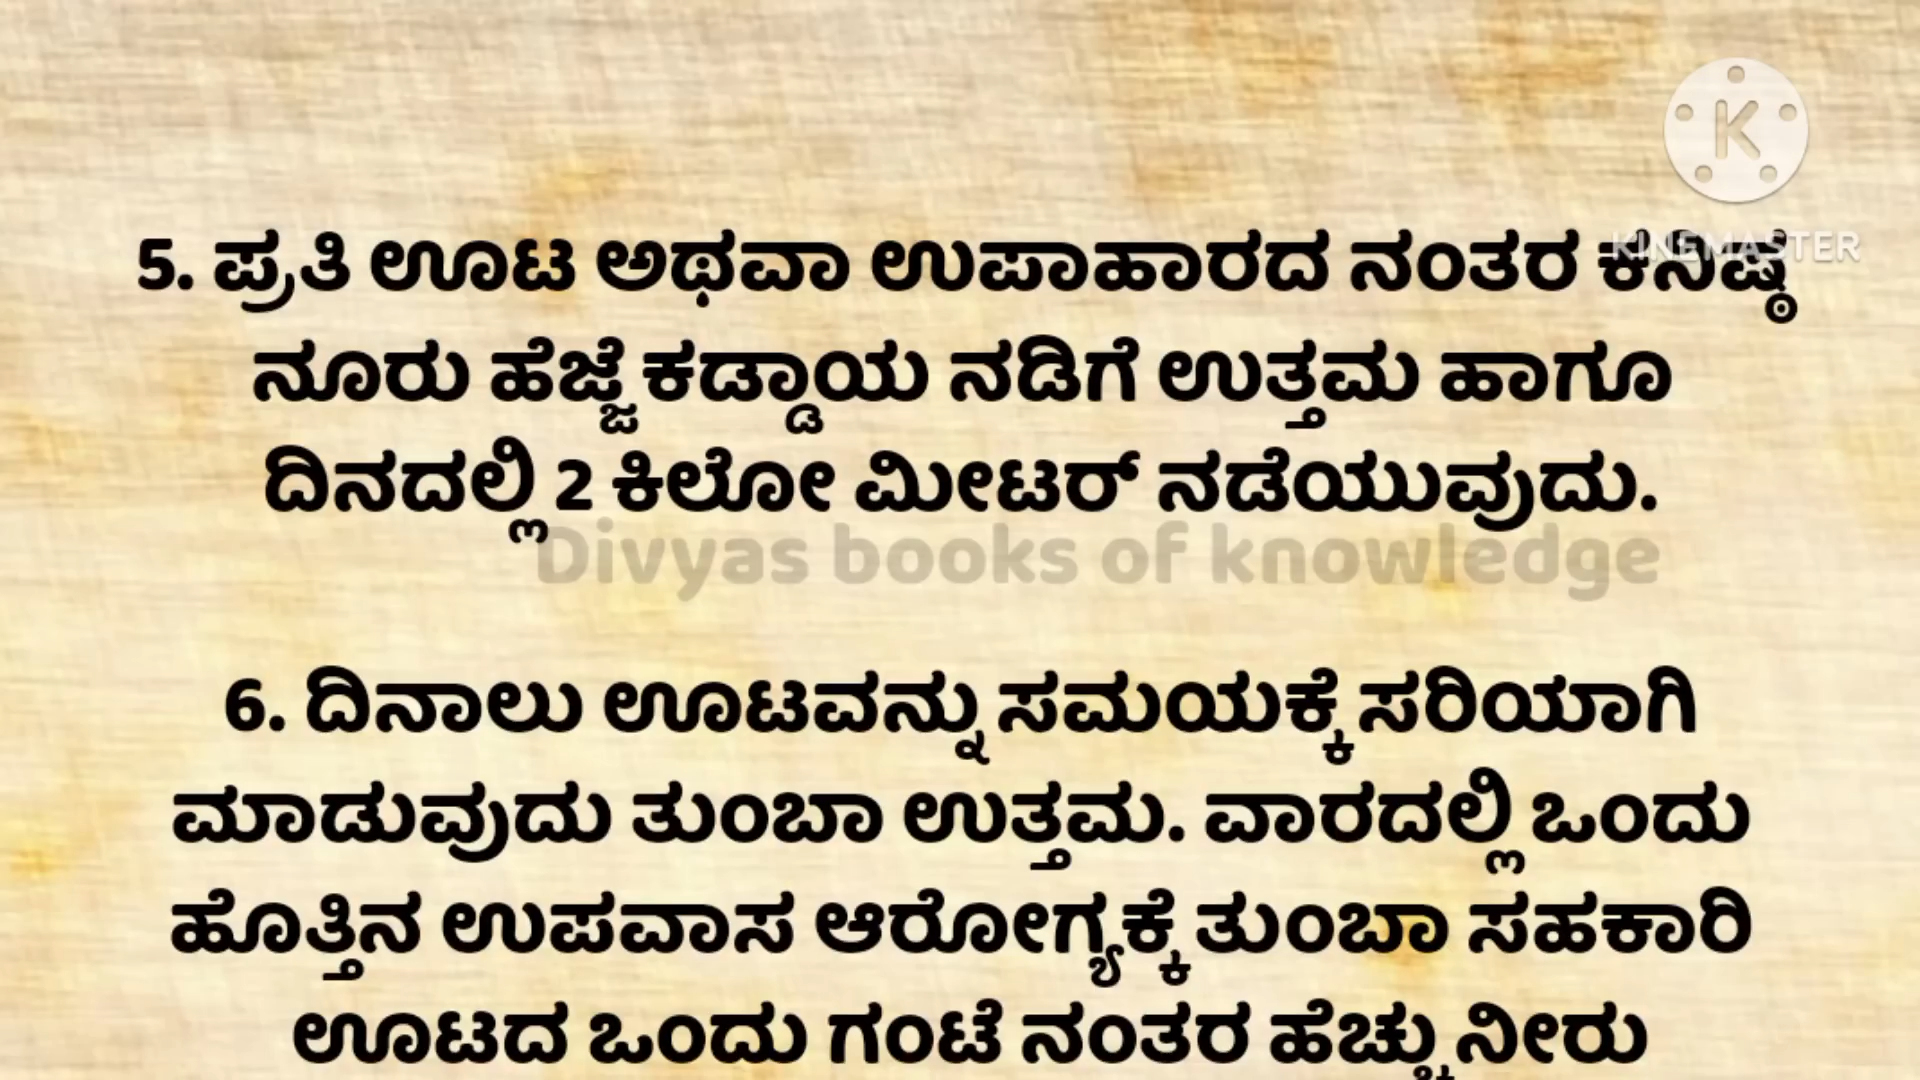 KINEMASTER
5. ಪ್ರತಿ ಊಟ ಅಥವಾ ಉಪಾಹಾರದ ನಂತರ ಕನಿಷ್ಠ
ನೂರು ಹೆಜ್ಜೆ ಕಡ್ಡಾಯ ನಡಿಗೆ ಉತ್ತಮ ಹಾಗೂ
ದಿನದಲ್ಲಿ 2 ಕಿಲೋ ಮೀಟರ್ ನಡೆಯುವುದು.
Divyas books of knowledge
6. ದಿನಾಲು ಊಟವನ್ನು ಸಮಯಕ್ಕೆ ಸರಿಯಾಗಿ
ಮಾಡುವುದು ತುಂಬಾ ಉತ್ತಮ. ವಾರದಲ್ಲಿ ಒಂದು
ಹೊತ್ತಿನ ಉಪವಾಸ ಆರೋಗ್ಯಕ್ಕೆ ತುಂಬಾ ಸಹಕಾರಿ
ಊಟದ ಒಂದು ಗಂಟೆ ನಂತರ ಹೆಚ್ಚು ನೀರು